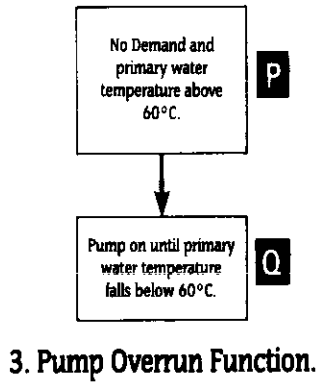 No Demand and
primary water
temperature above
60°C.
P
Pump on until primary
water temperature
falls below 60°C.
Q
3. Pump Overrun Function.